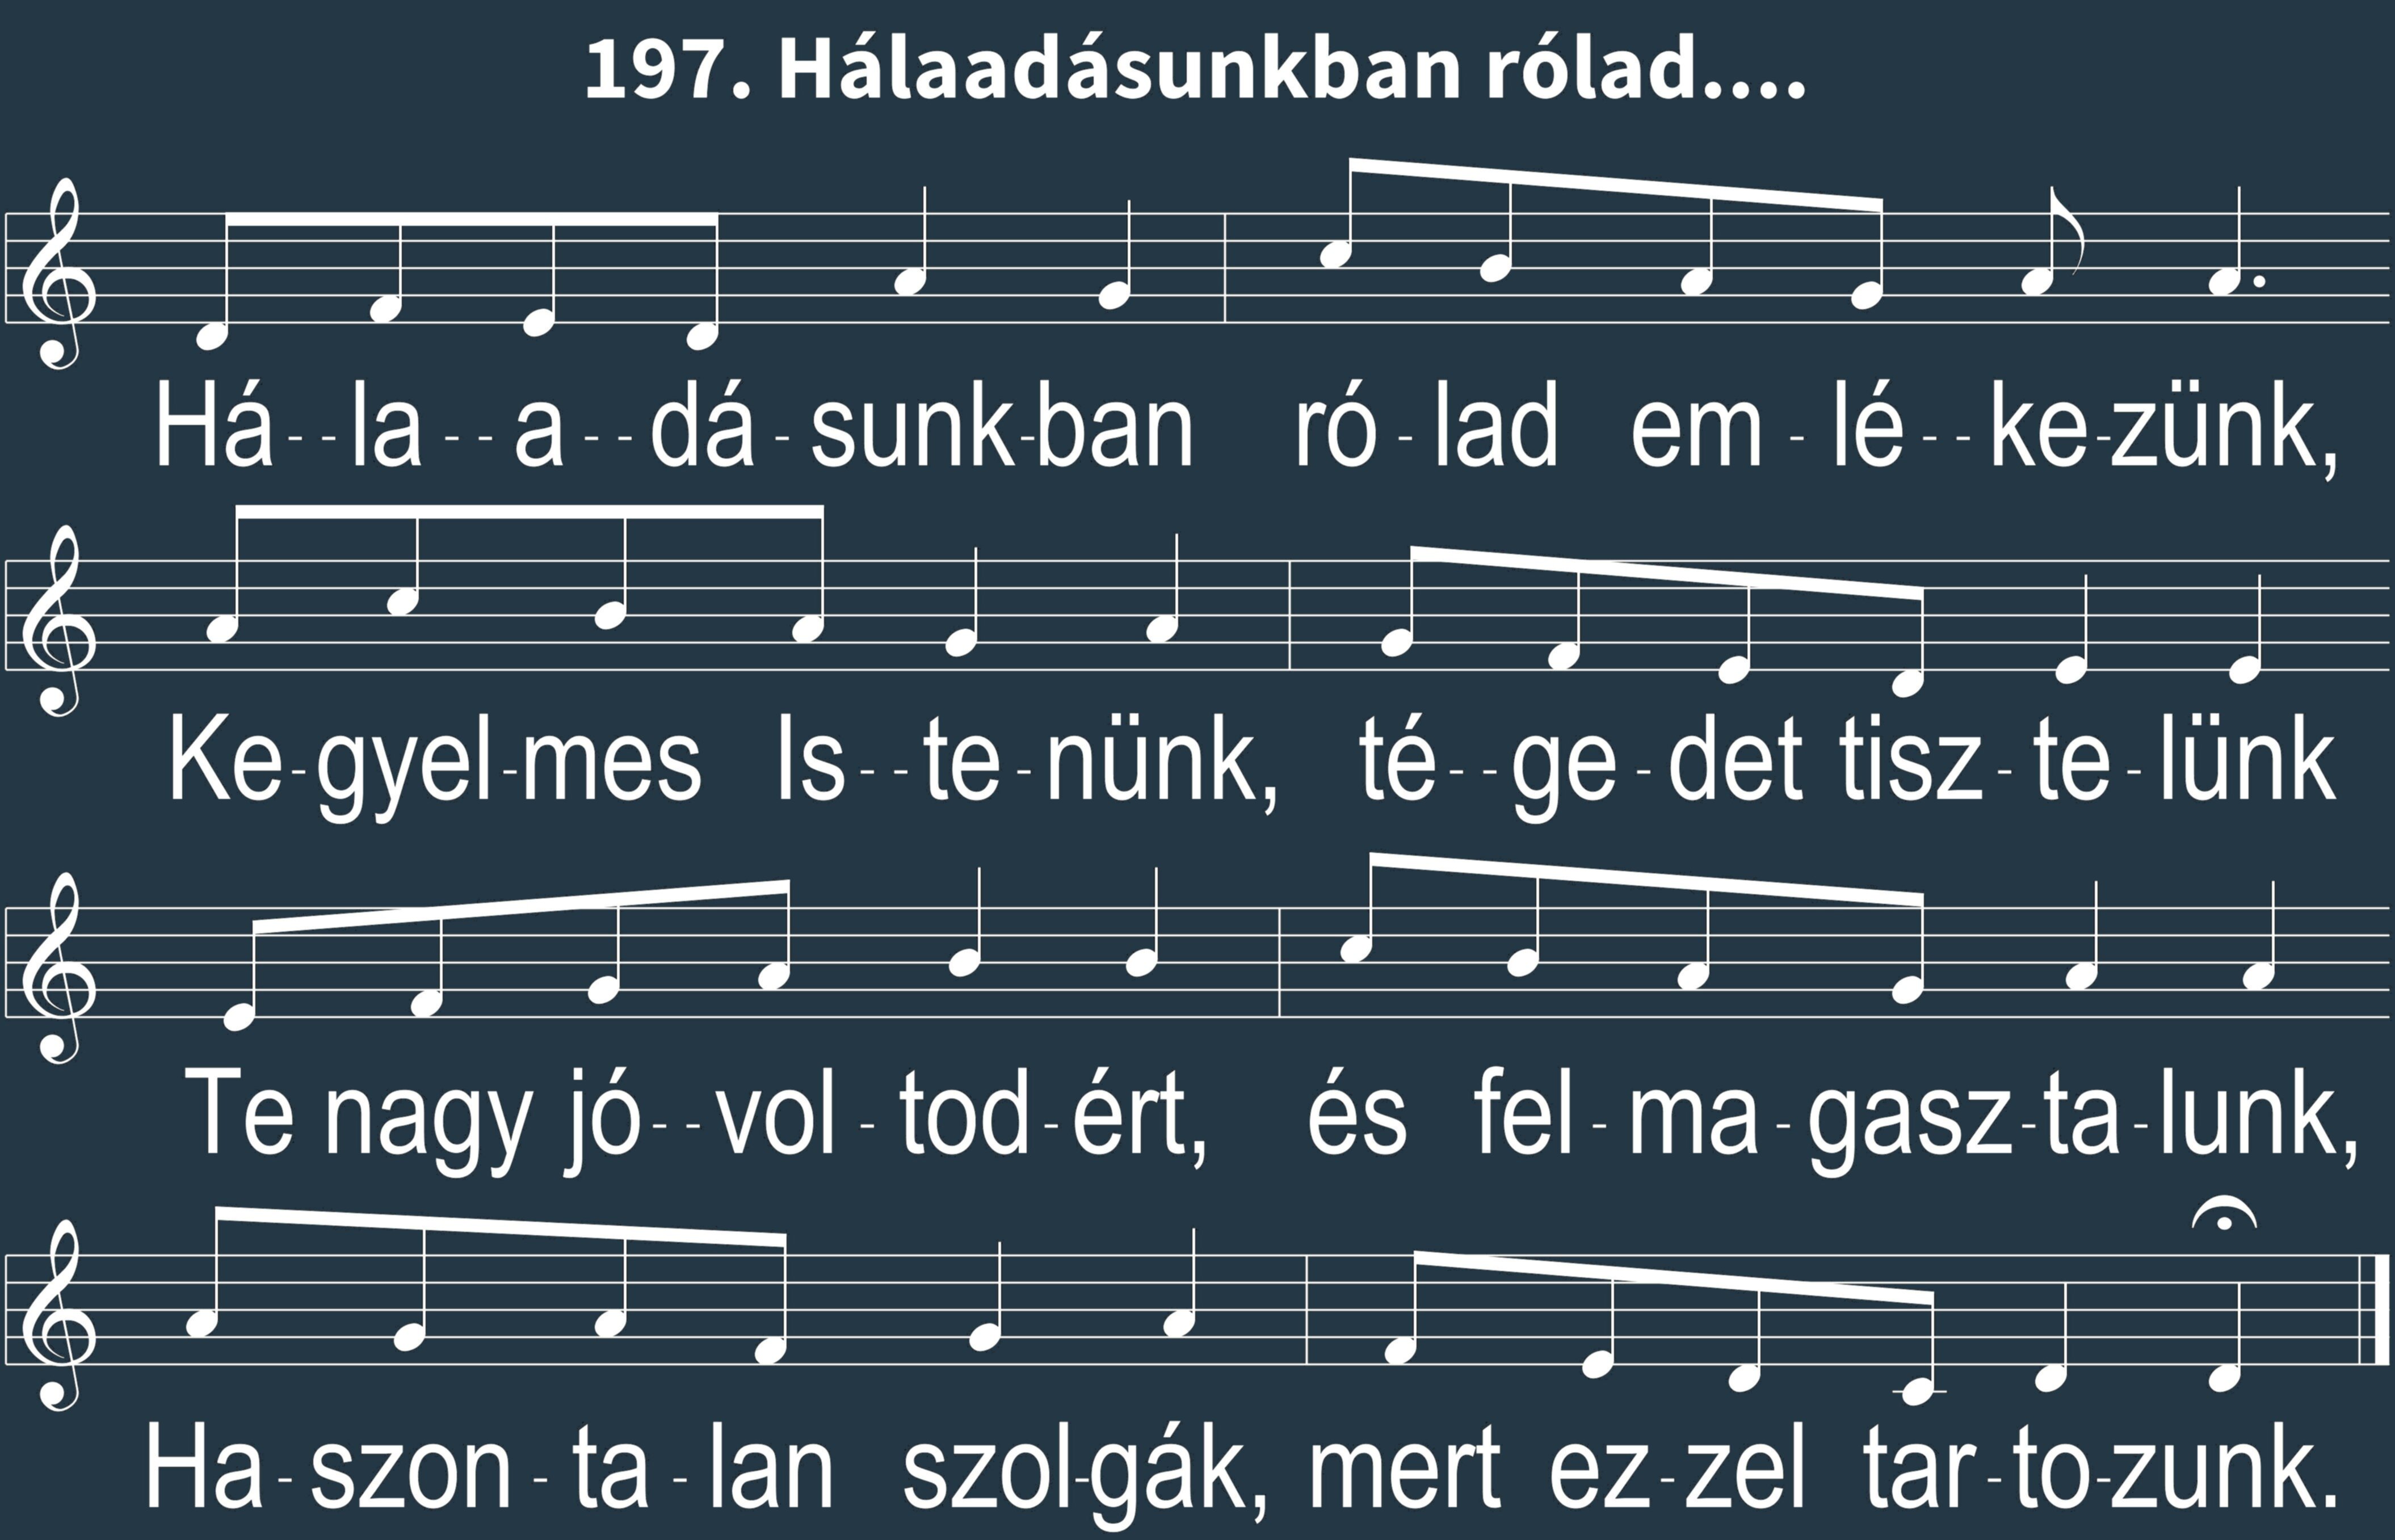 197. Hálaadásunkban rólad....
Há--la--a--dá-sunk-ban ró-lad em-lé--ke-zünk,
Ke-gyel-mes Is--te-nünk, té--ge-det tisz-te-lünk
Te nagy jó--vol-tod-ért, és fel-ma-gasz-ta-lunk,
Ha-szon-ta-lan szol-gák, mert ez-zel tar-to-zunk.